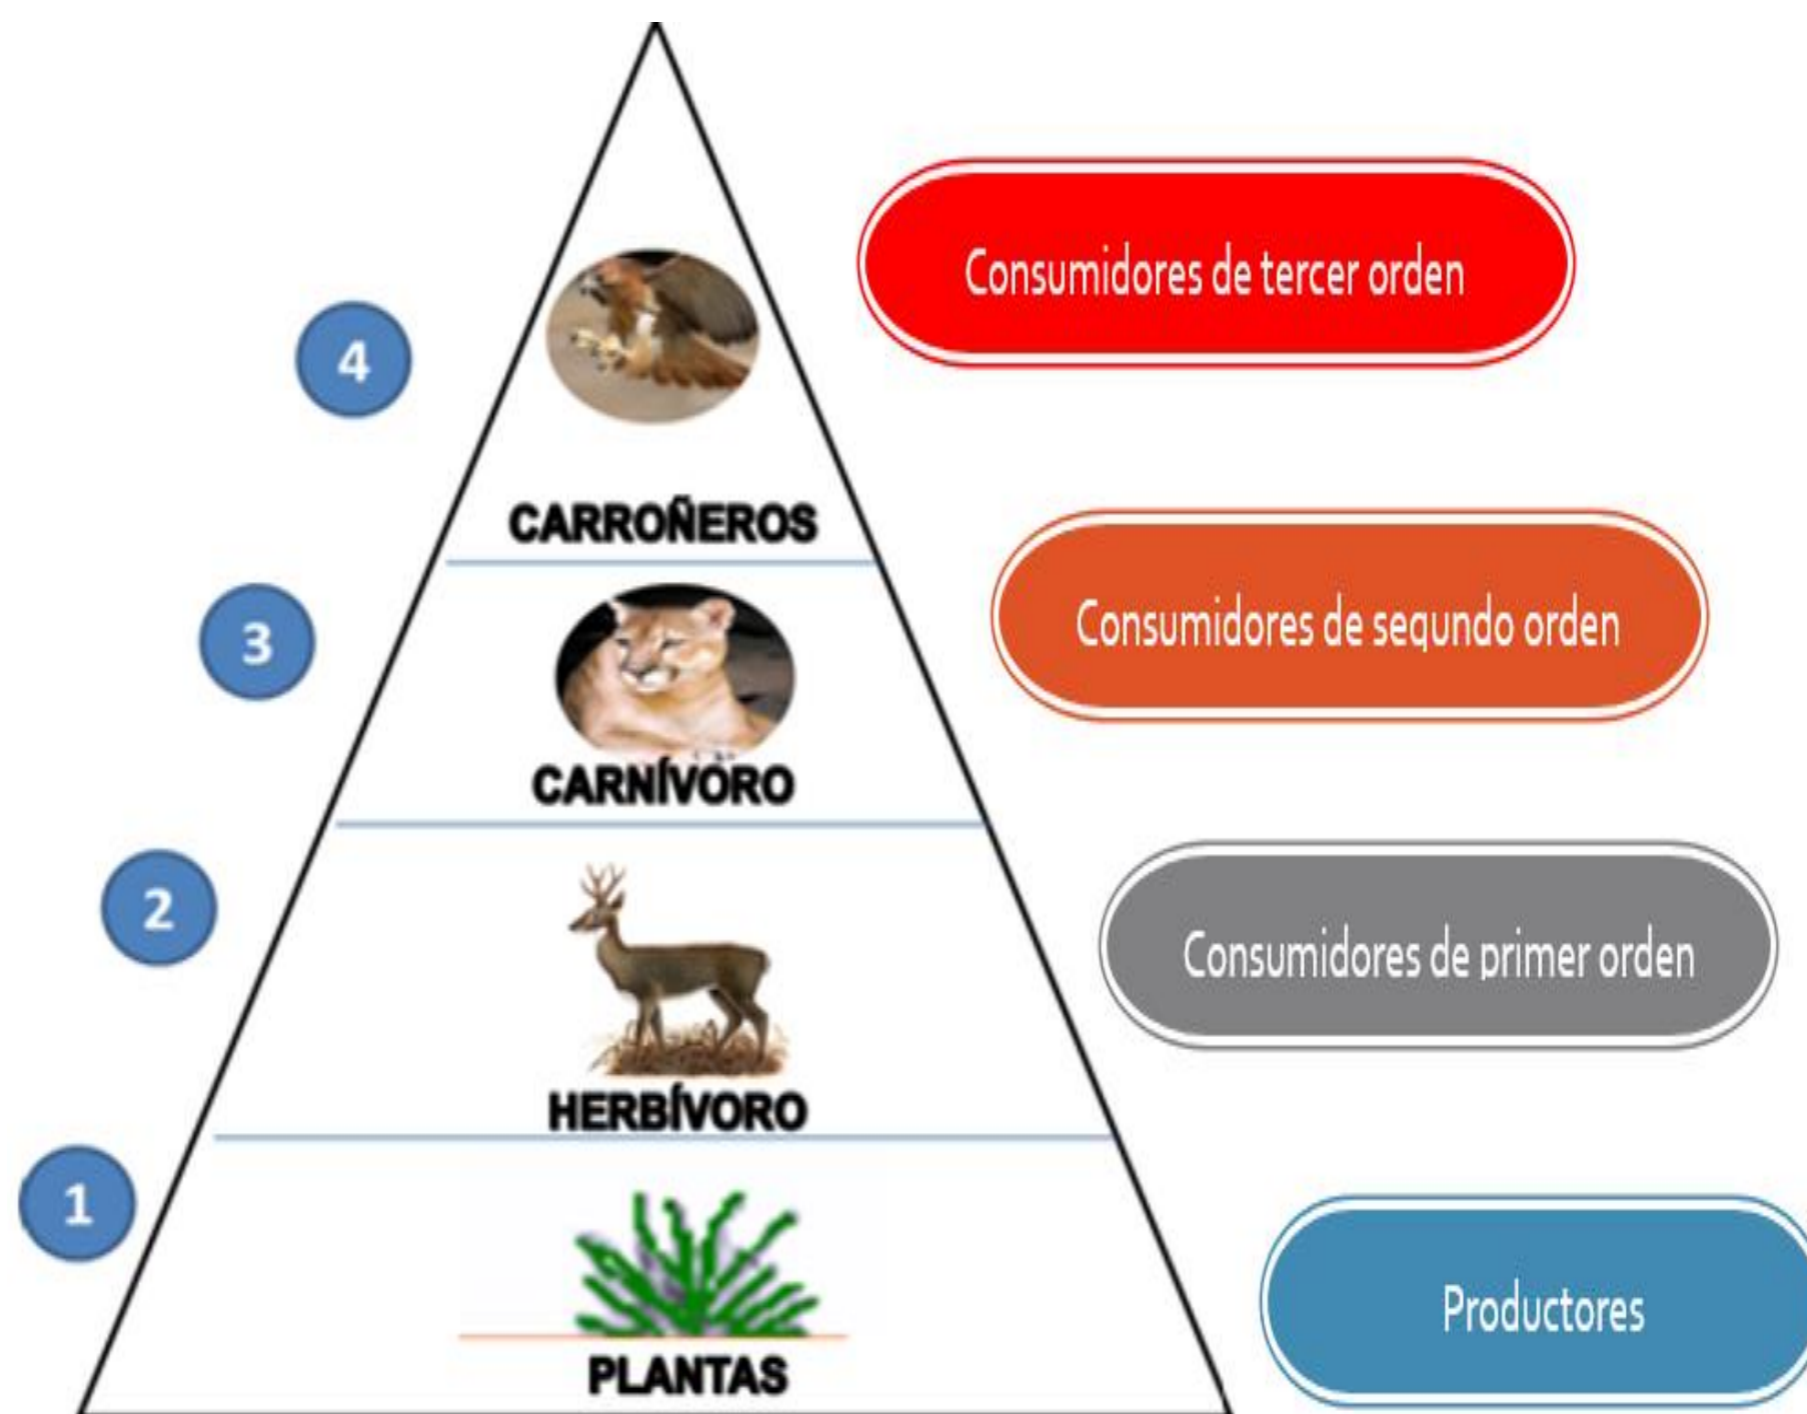 Consumidores de tercer orden
4
CARROÑEROS
Consumidores de segundo orden
3
CARNÍVORO
2
Consumidores de primer orden
HERBÍVORO
1
Productores
PLANTAS